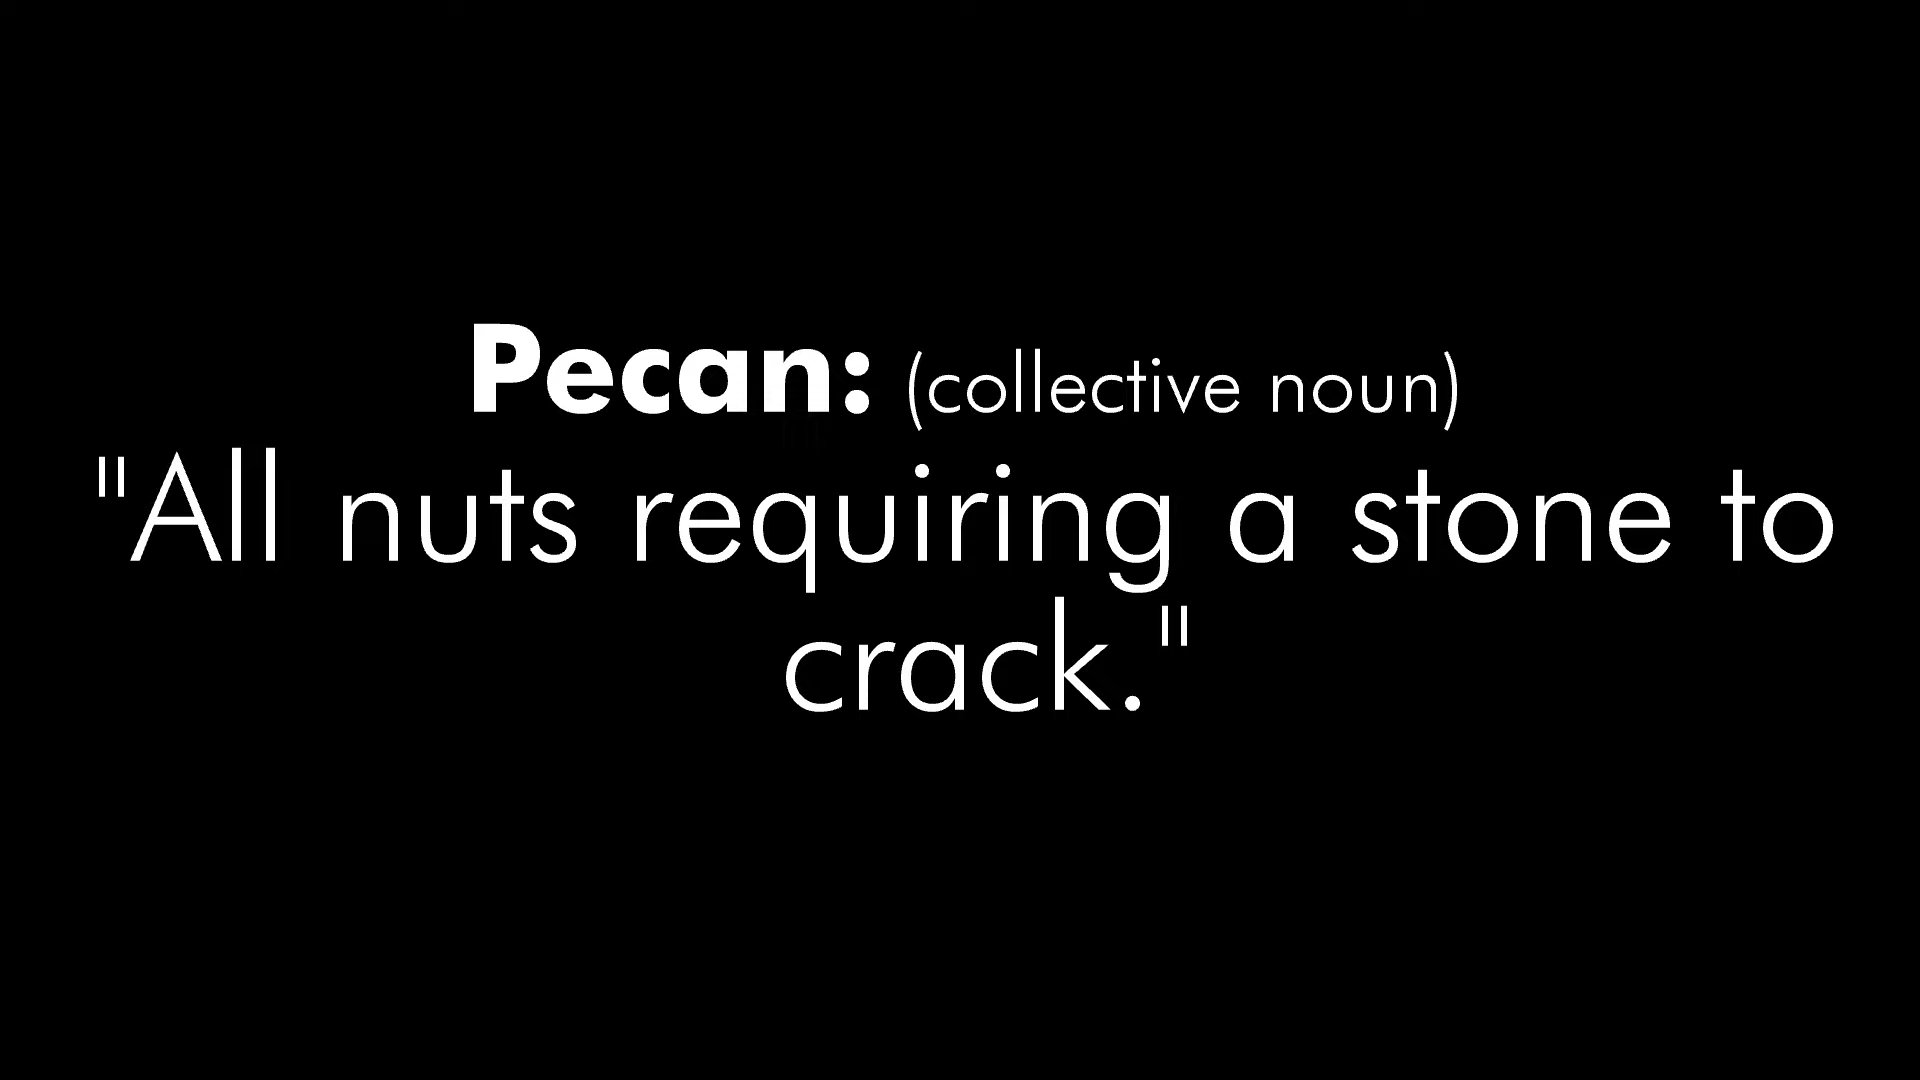 Pecan: (collective noun)
"All nuts requiring a stone to
crack."